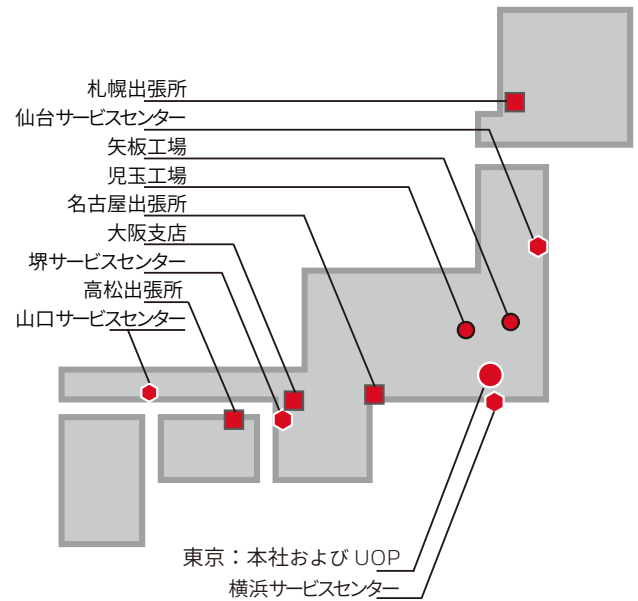 札幌出張所
仙台サービスセンター
矢板工場
児玉工場
名古屋出張所
大阪支店
堺サービスセンター
高松出張所
山口サービスセンター
東京：本社および UOP
横浜サービスセンター